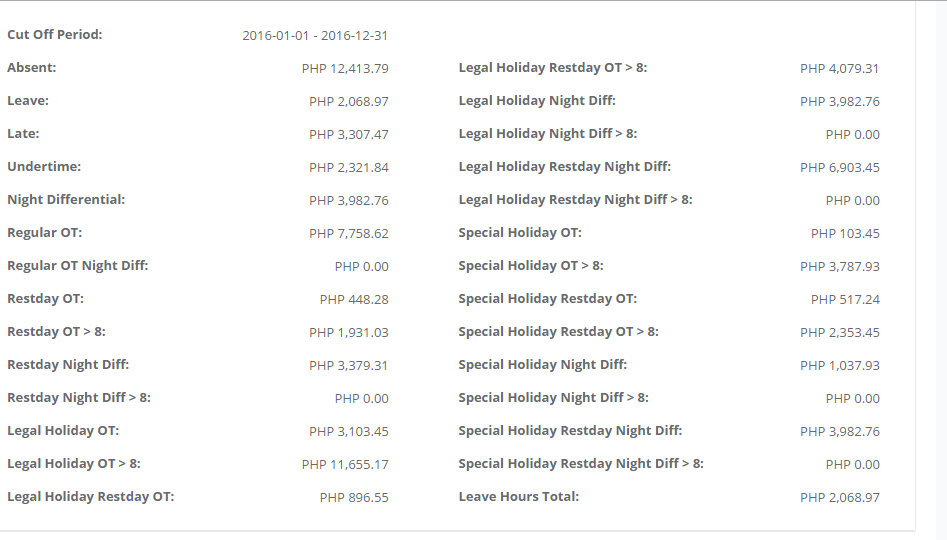 Cut Off Period: 2016-01-01 - 2016-12-31
Absent: PHP 12,413.79
Leave: PHP 2,068.97
Late: PHP 3,307.47
Undertime: PHP 2,321.84
Night Differential: PHP 3,982.76
Regular OT: PHP 7,758.62
Regular OT Night Diff: PHP 0.00
Restday OT: PHP 448.28
Restday OT > 8: PHP 1,931.03
Restday Night Diff: PHP 3,379.31
Restday Night Diff > 8: PHP 0.00
Legal Holiday OT: PHP 3,103.45
Legal Holiday OT > 8: PHP 11,655.17
Legal Holiday Restday OT: PHP 896.55
Legal Holiday Restday OT > 8: PHP 4,079.31
Legal Holiday Night Diff: PHP 3,982.76
Legal Holiday Night Diff > 8: PHP 0.00
Legal Holiday Restday Night Diff: PHP 6,903.45
Legal Holiday Restday Night Diff > 8: PHP 0.00
Special Holiday OT: PHP 103.45
Special Holiday OT > 8: PHP 3,787.93
Special Holiday Restday OT: PHP 517.24
Special Holiday Restday OT > 8: PHP 2,353.45
Special Holiday Night Diff: PHP 1,037.93
Special Holiday Night Diff > 8: PHP 0.00
Special Holiday Restday Night Diff: PHP 3,982.76
Special Holiday Restday Night Diff > 8: PHP 0.00
Leave Hours Total: PHP 2,068.97